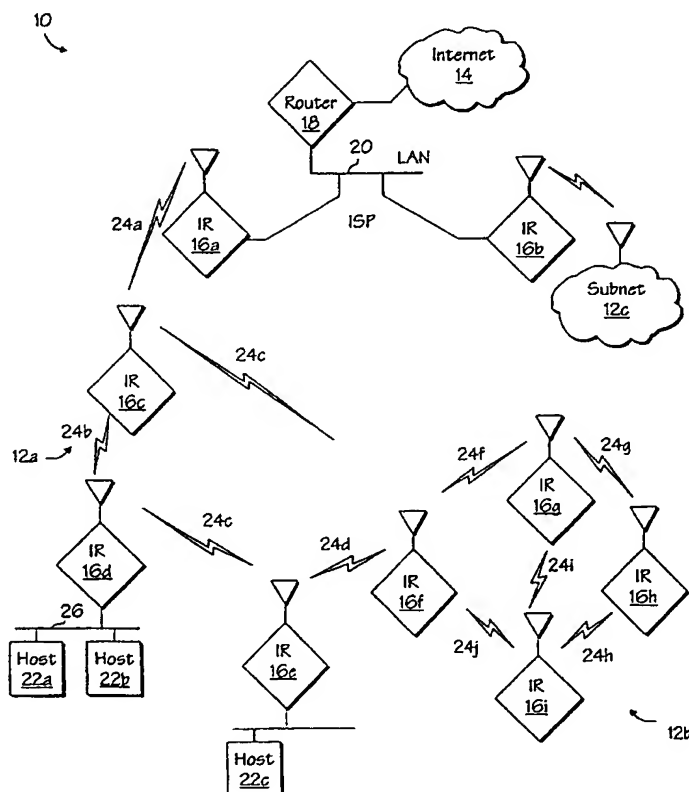 10
Internet
14
Router
18
20
LAN
ISP
24a
IR
16a
IR
16b
Subnet
12c
24c
IR
16c
24b
12a
24f
24g
IR
16g
24c
24d
IR
16d
IR
16f
24i
IR
16h
26
Host
22a
Host
22b
IR
16e
24j
24h
IR
16i
12b
Host
22c